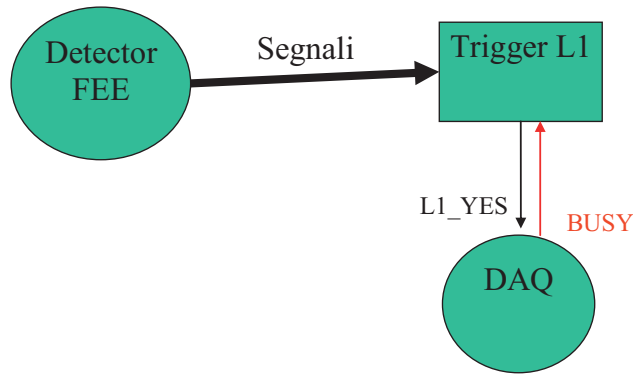 Detector
FEE
Segnali
Trigger L1
L1_YES
BUSY
DAQ